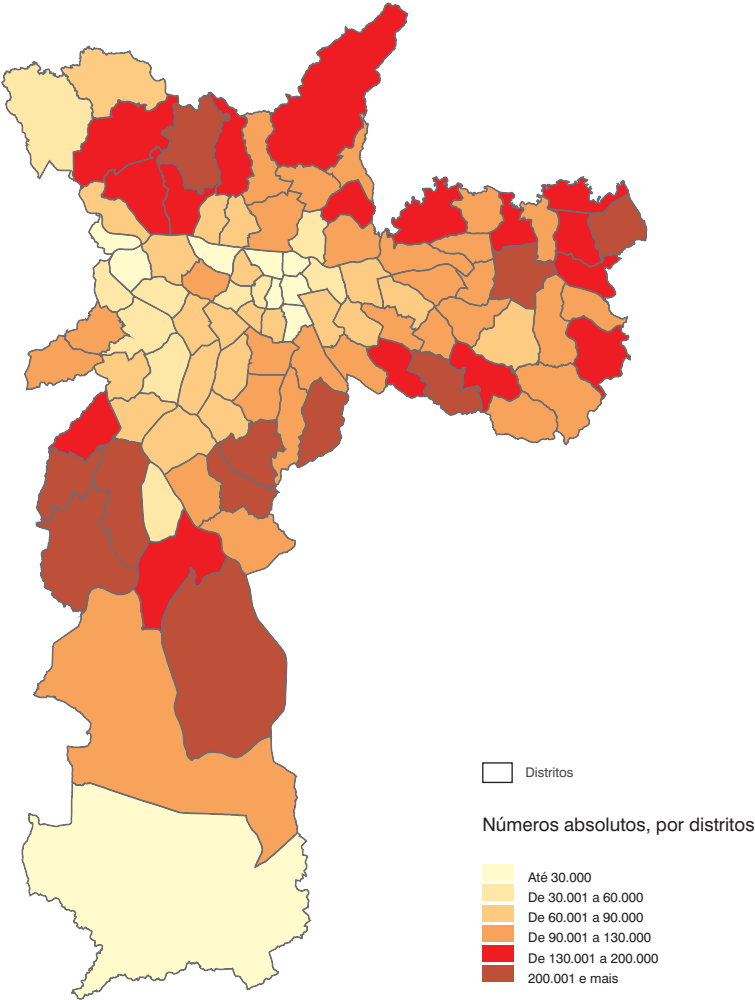 Distritos
Números absolutos, por distritos
Até 30.000
De 30.001 a 60.000
De 60.001 a 90.000
De 90.001 a 130.000
De 130.001 a 200.000
200.001 e mais